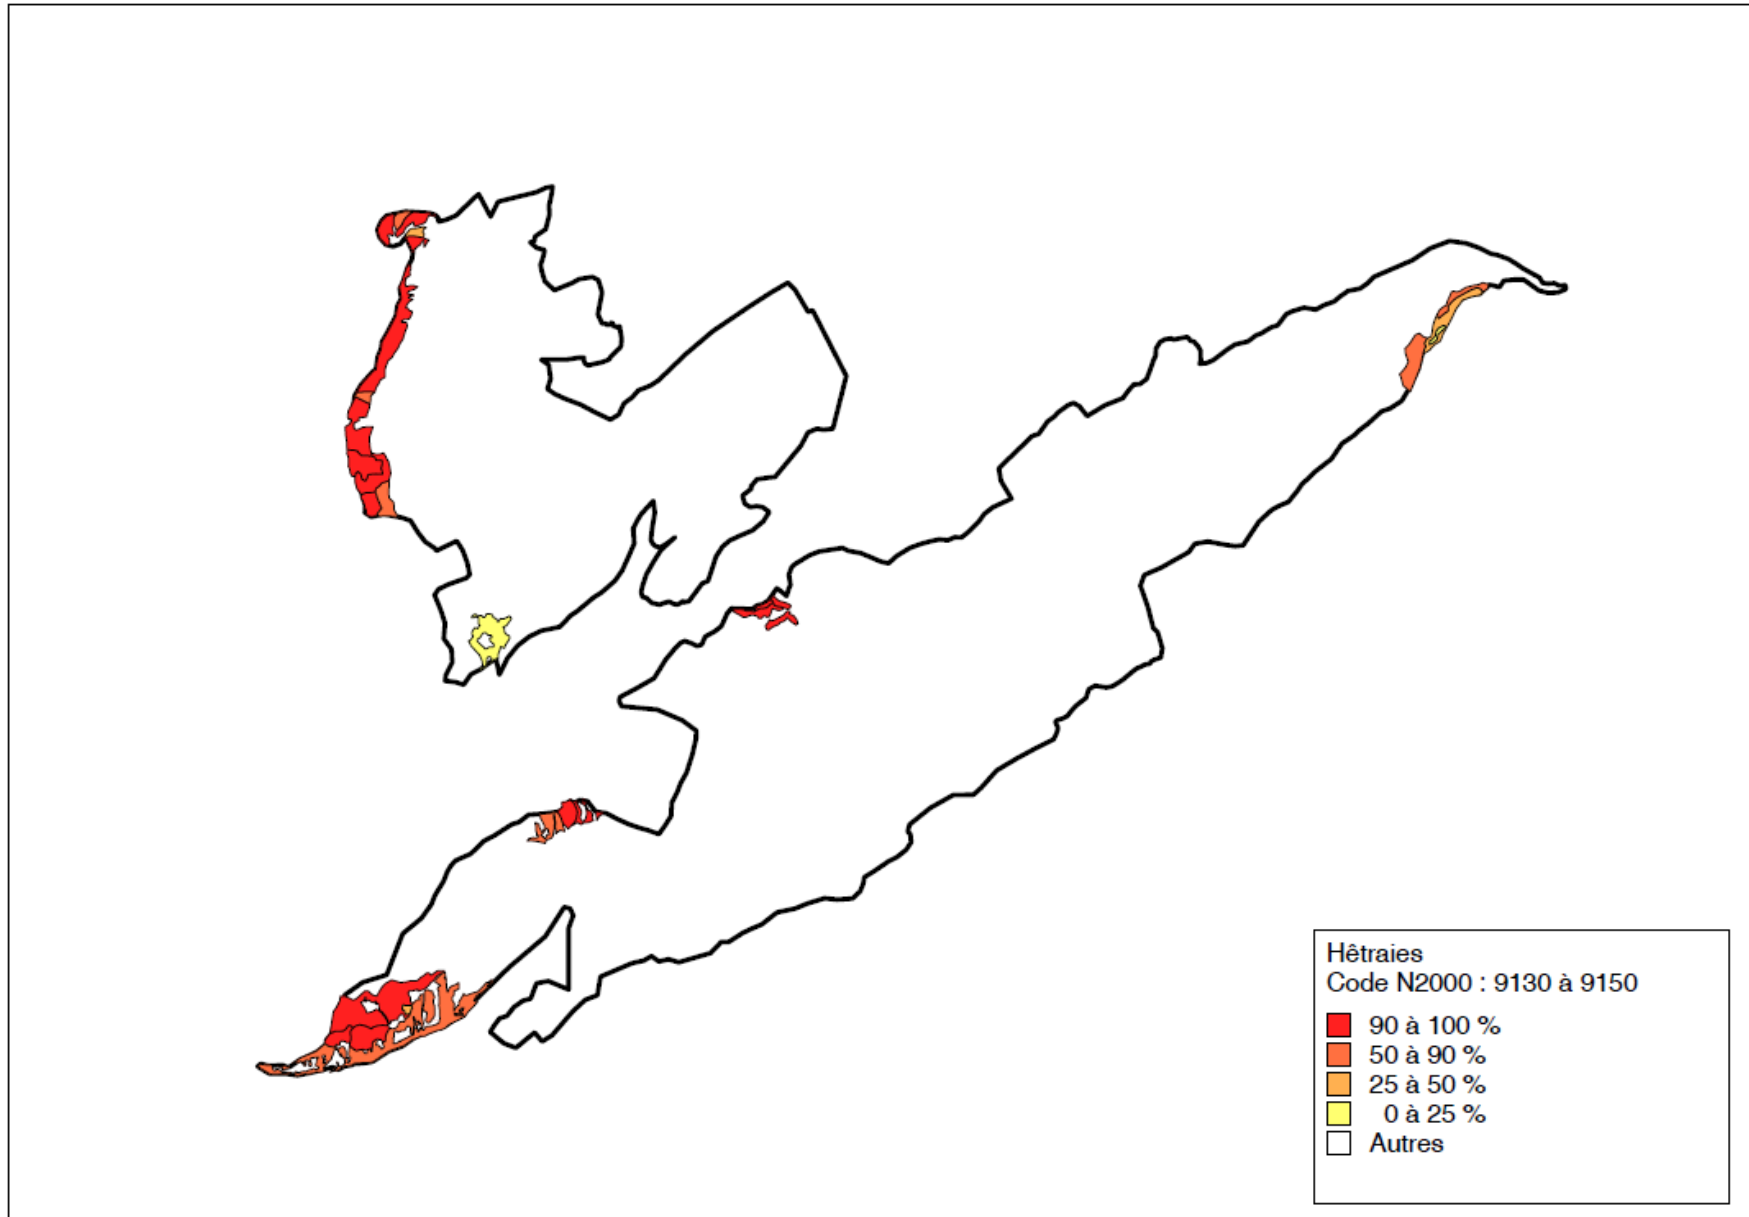 Hêtraies
Code N2000 : 9130 à 9150
90 à 100 %
50 à 90 %
25 à 50 %
0 à 25 %
Autres